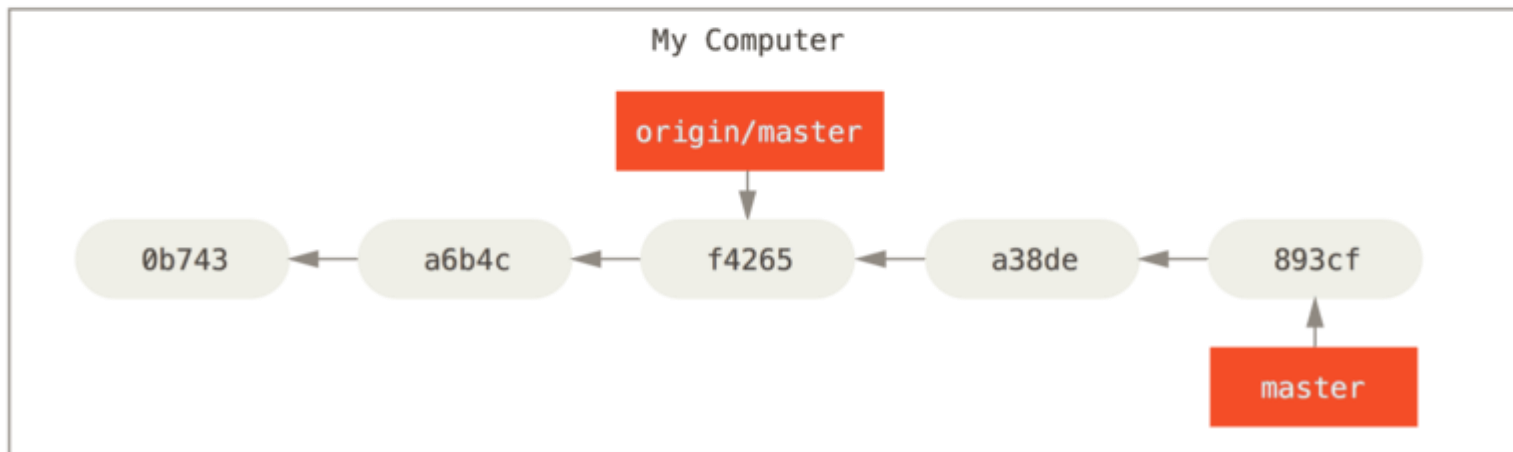 My Computer
origin/master
0b743
a6b4c
f4265
a38de
893cf
master